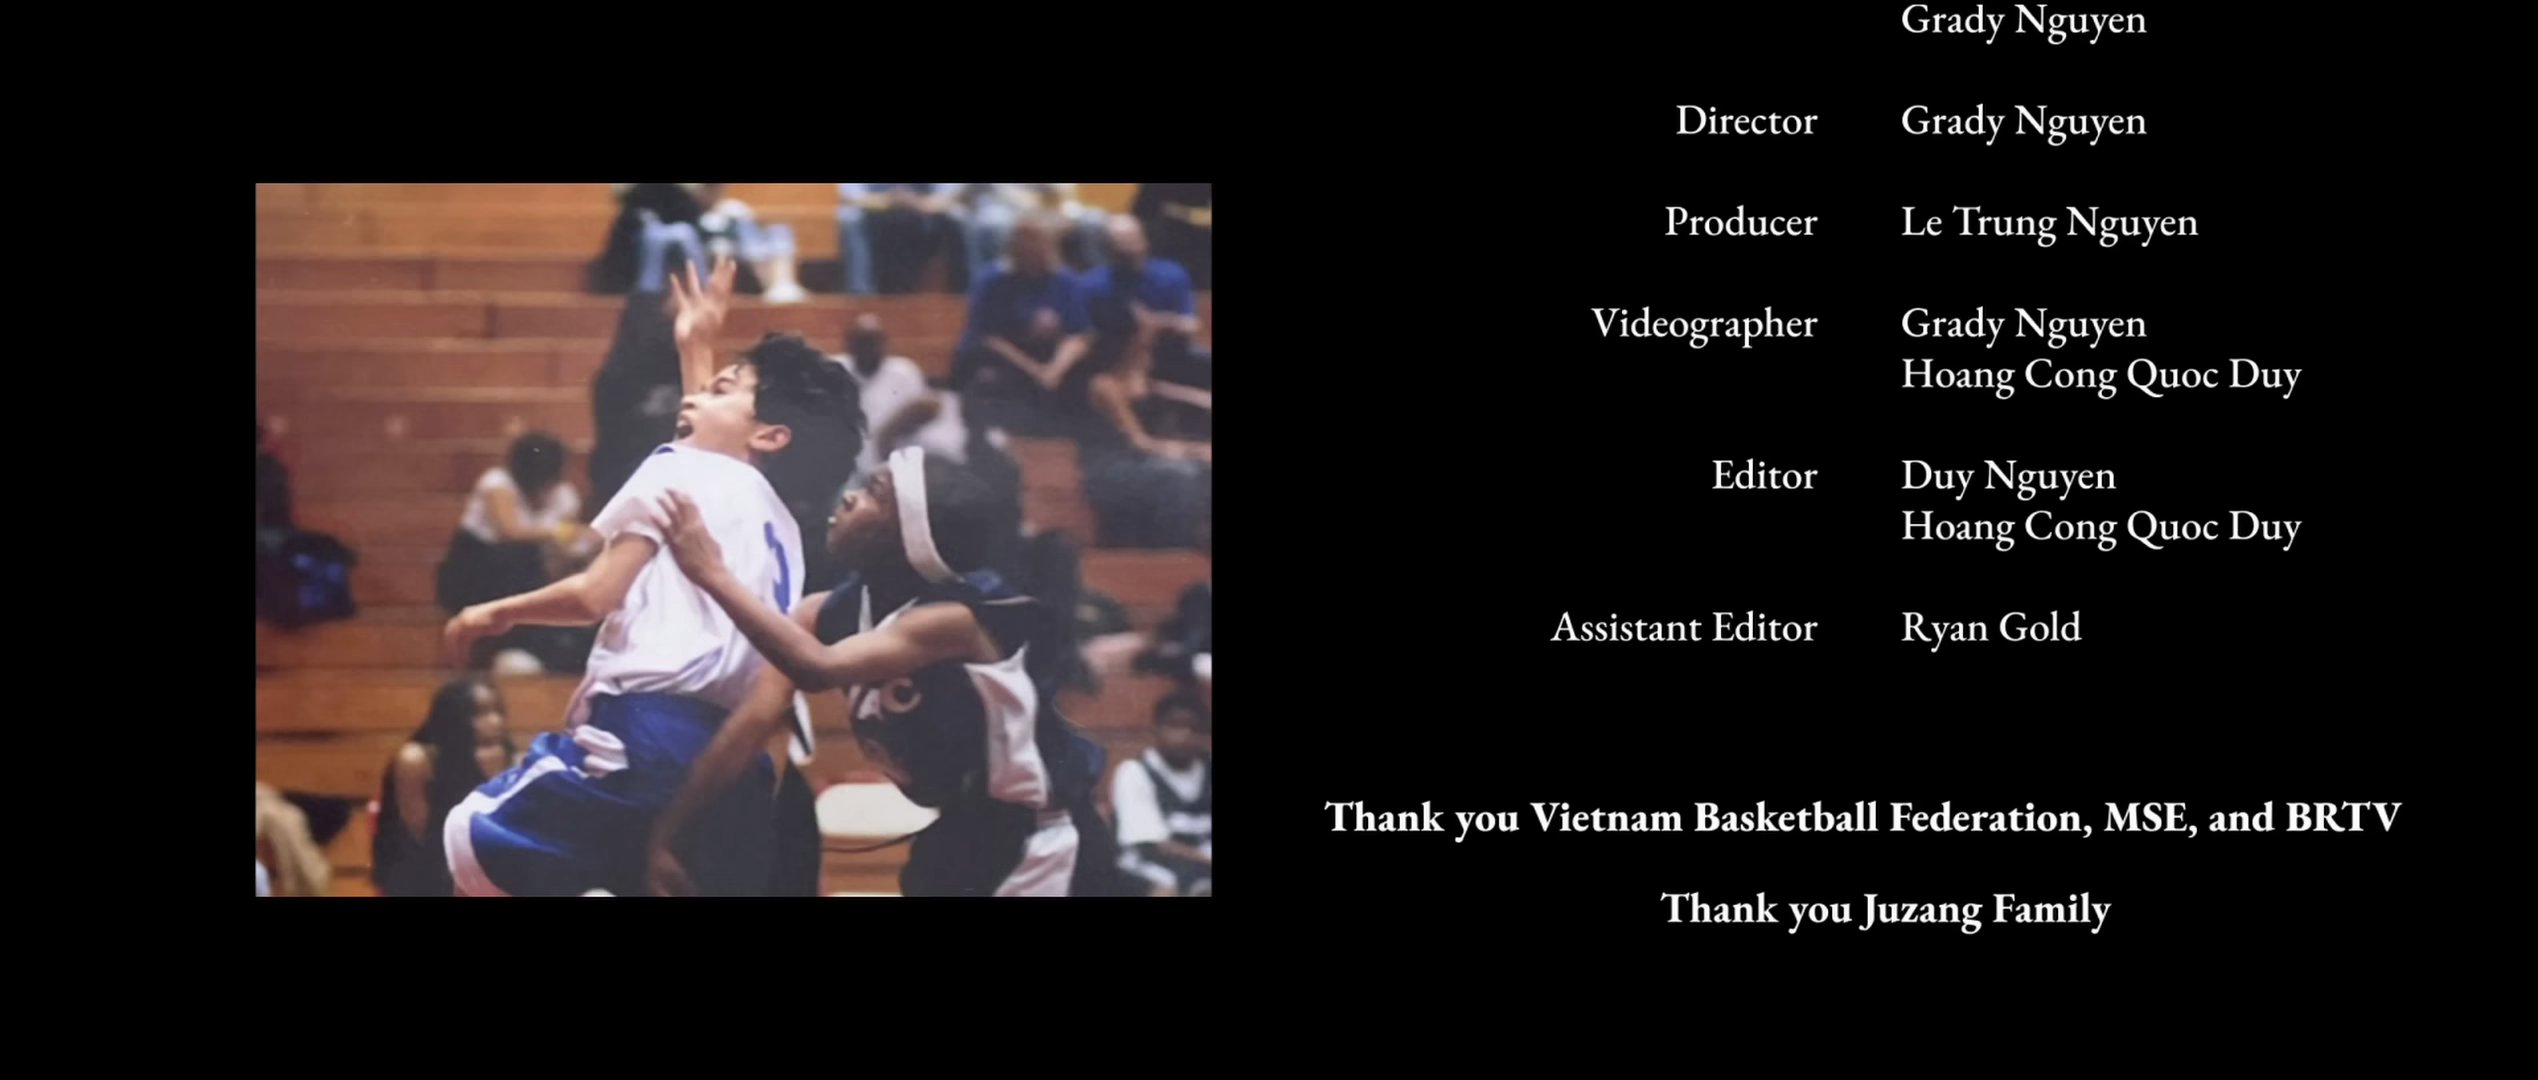 Grady Nguyen
Director Grady Nguyen
Producer Le Trung Nguyen
Videographer Grady Nguyen
Hoang Cong Quoc Duy
Editor Duy Nguyen
Hoang Cong Quoc Duy
Assistant Editor Ryan Gold
Thank you Vietnam Basketball Federation, MSE, and BRTV
Thank you Juzang Family